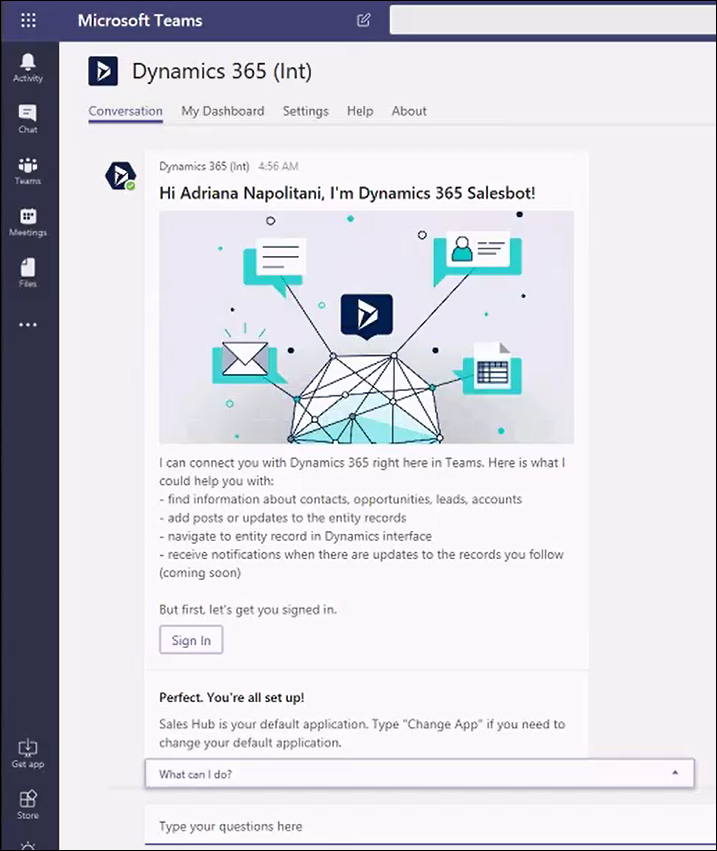 Microsoft Teams
Activity
Chat
Teams
Meetings
Files
Get app
Store
Dynamics 365 (Int)
Conversation My Dashboard Settings Help About
Dynamics 365 (Int) 4:56 AM
Hi Adriana Napolitani, I'm Dynamics 365 Salesbot!
I can connect you with Dynamics 365 right here in Teams. Here is what I
could help you with:
- find information about contacts, opportunities, leads, accounts
- add posts or updates to the entity records
- navigate to entity record in Dynamics interface
- receive notifications when there are updates to the records you follow
(coming soon)
But first, let's get you signed in.
Sign In
Perfect. You're all set up!
Sales Hub is your default application. Type "Change App" if you need to
change your default application.
What can I do?
Type your questions here